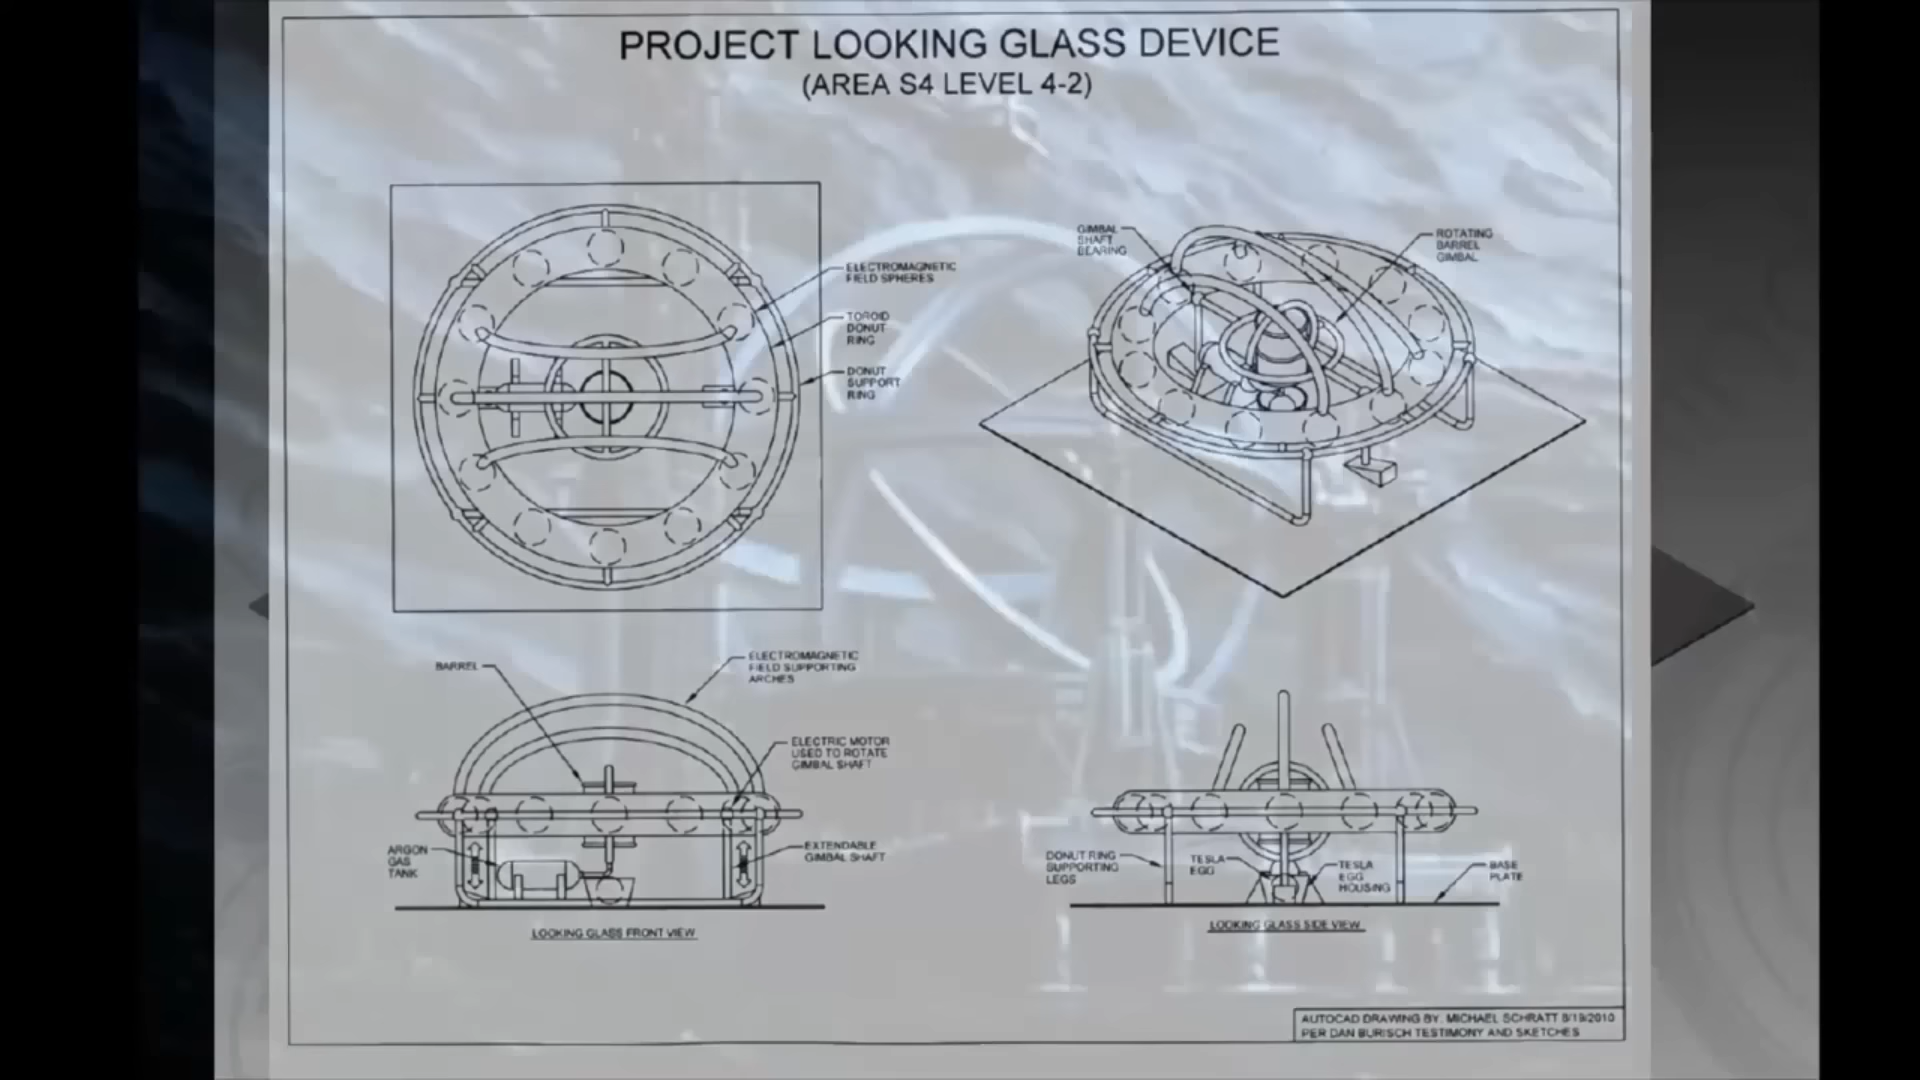 PROJECT LOOKING GLASS DEVICE
(AREA S4 LEVEL 4-2)
ELECTROMAGNETIC
FIELD SPHERES
TOROID
DONUT
RING
DONUT
SUPPORT
RING
GIMBAL
SHAFT
BEARING
ROTATING
BARREL
GIMBAL
BARREL
ELECTROMAGNETIC
FIELD SUPPORTING
ARCHES
ELECTRIC MOTOR
USED TO ROTATE
GIMBAL SHAFT
ARGON
GAS
TANK
EXTENDABLE
GIMBAL SHAFT
LOOKING GLASS FRONT VIEW
DONUT RING
SUPPORTING
LEGS
TESLA
EGG
TESLA
EGG
HOUSING
BASE
PLATE
LOOKING GLASS SIDE VIEW
AUTOCAD DRAWING BY: MICHAEL SCHRATT 8/19/2010
PER DAN BURISCH TESTIMONY AND SKETCHES